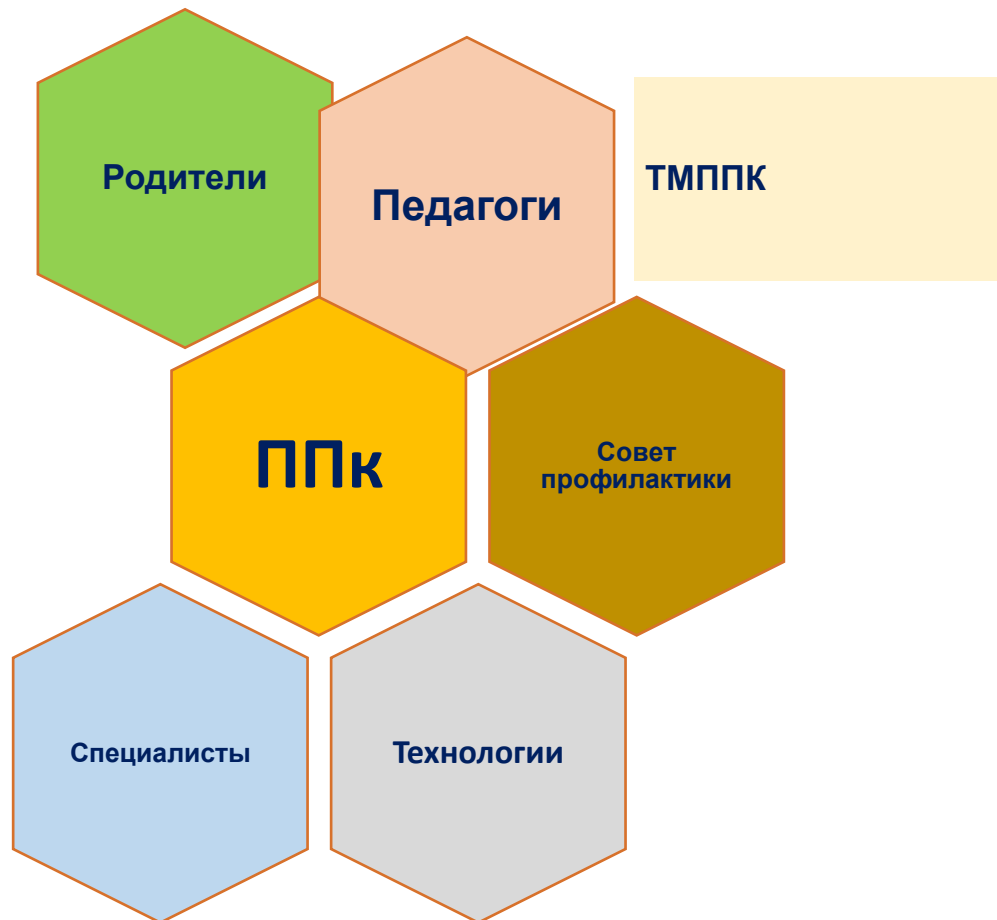 Родители
Педагоги
ТМППК
ППк
Совет
профилактики
Специалисты
Технологии